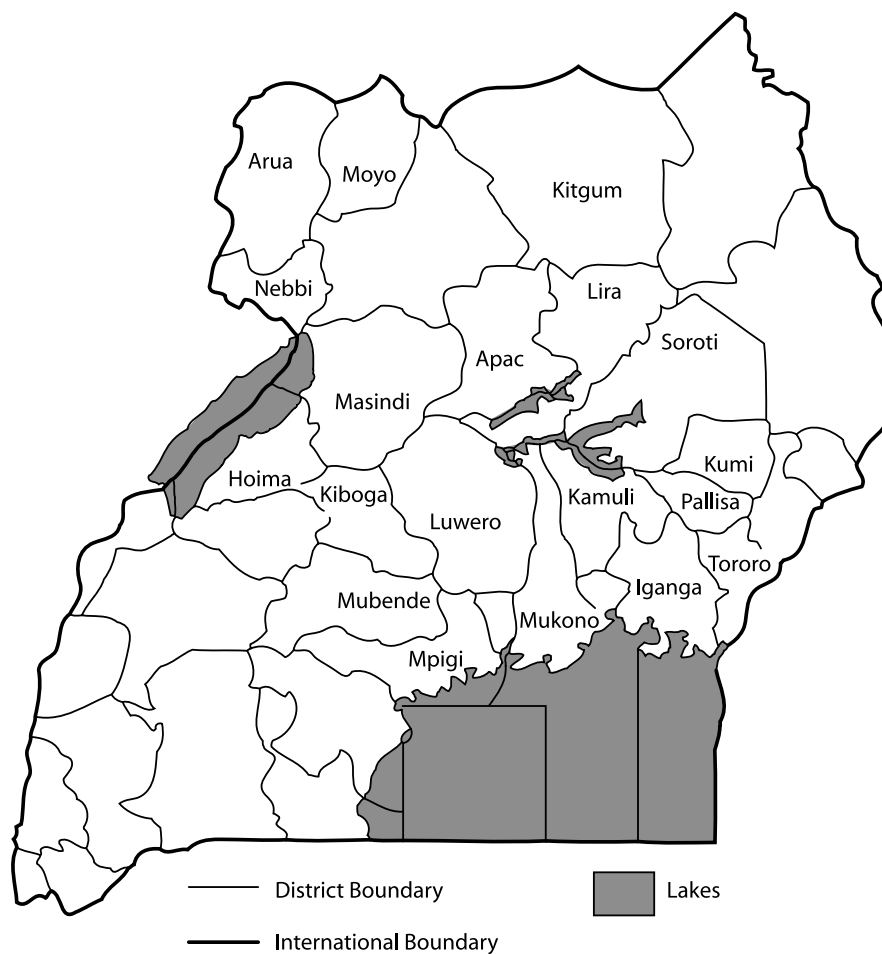 Arua
Moyo
Kitgum
Nebbi
Lira
Soroti
Apac
Masindi
Kumi
Hoima
Kiboga
Kamuli
Pallisa
Luwero
Tororo
Iganga
Mubende
Mukono
Mpigi
District Boundary
Lakes
International Boundary